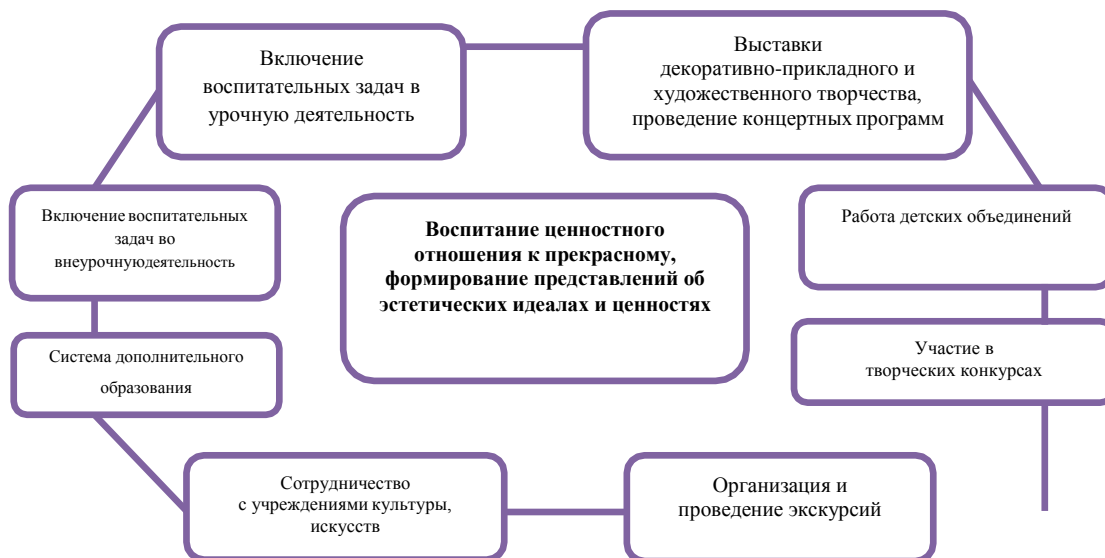 Включение
воспитательных задач в
урочную деятельность
Выставки
декоративно-прикладного и
художественного творчества,
проведение концертных программ
Включение воспитательных
задач во
внеурочнуюдеятельность
Воспитание ценностного
отношения к прекрасному,
формирование представлений об
эстетических идеалах и ценностях
Работа детских объединений
Система дополнительного
образования
Участие в
творческих конкурсах
Сотрудничество
с учреждениями культуры,
искусств
Организация и
проведение экскурсий